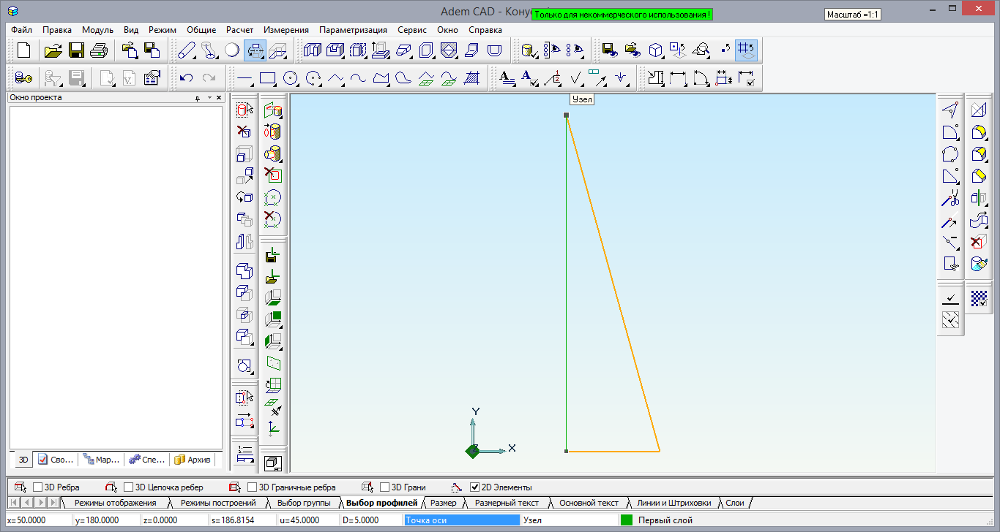 Adem CAD - Кону
Только для некоммерческого использования !
Масштаб =1:1
Файл Правка Модуль Вид Режим Общие Расчет Измерения Параметризация Сервис Окно Справка
Окно проекта
Узел
Y
X
Z
3D Сво... Мар... Спе... Архив
3D Ребра 3D Цепочка ребер 3D Граничные ребра 3D Грани 2D Элементы
Режимы отображения Режимы построений Выбор группы Выбор профилей Размер Размерный текст Основной текст Линии и Штриховки Слои
x=50.0000 y=180.0000 z=0.0000 s=186.8154 u=45.0000 D=5.0000 Точка оси Узел Первый слой